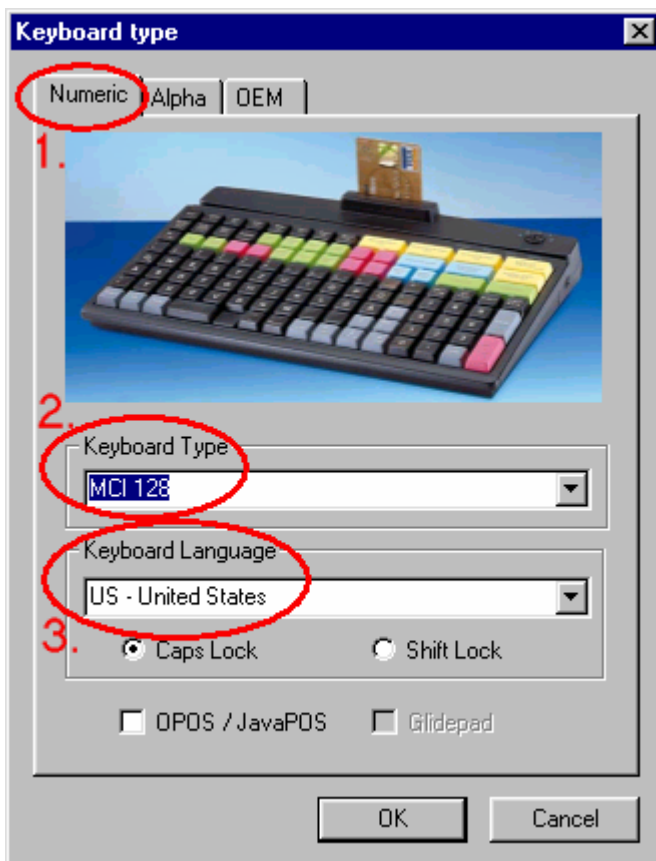 Keyboard type
Numeric Alpha OEM
1.
2.
Keyboard Type
MCI 128
Keyboard Language
US - United States
3.
Caps Lock Shift Lock
OPOS / JavaPOS Glidepad
OK Cancel